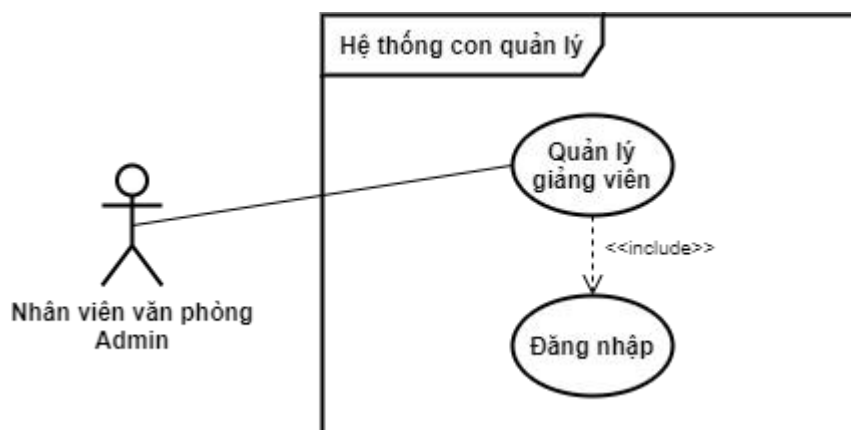 Hệ thống con quản lý
Quản lý
giảng viên
<<include>>
Nhân viên văn phòng
Admin
Đăng nhập